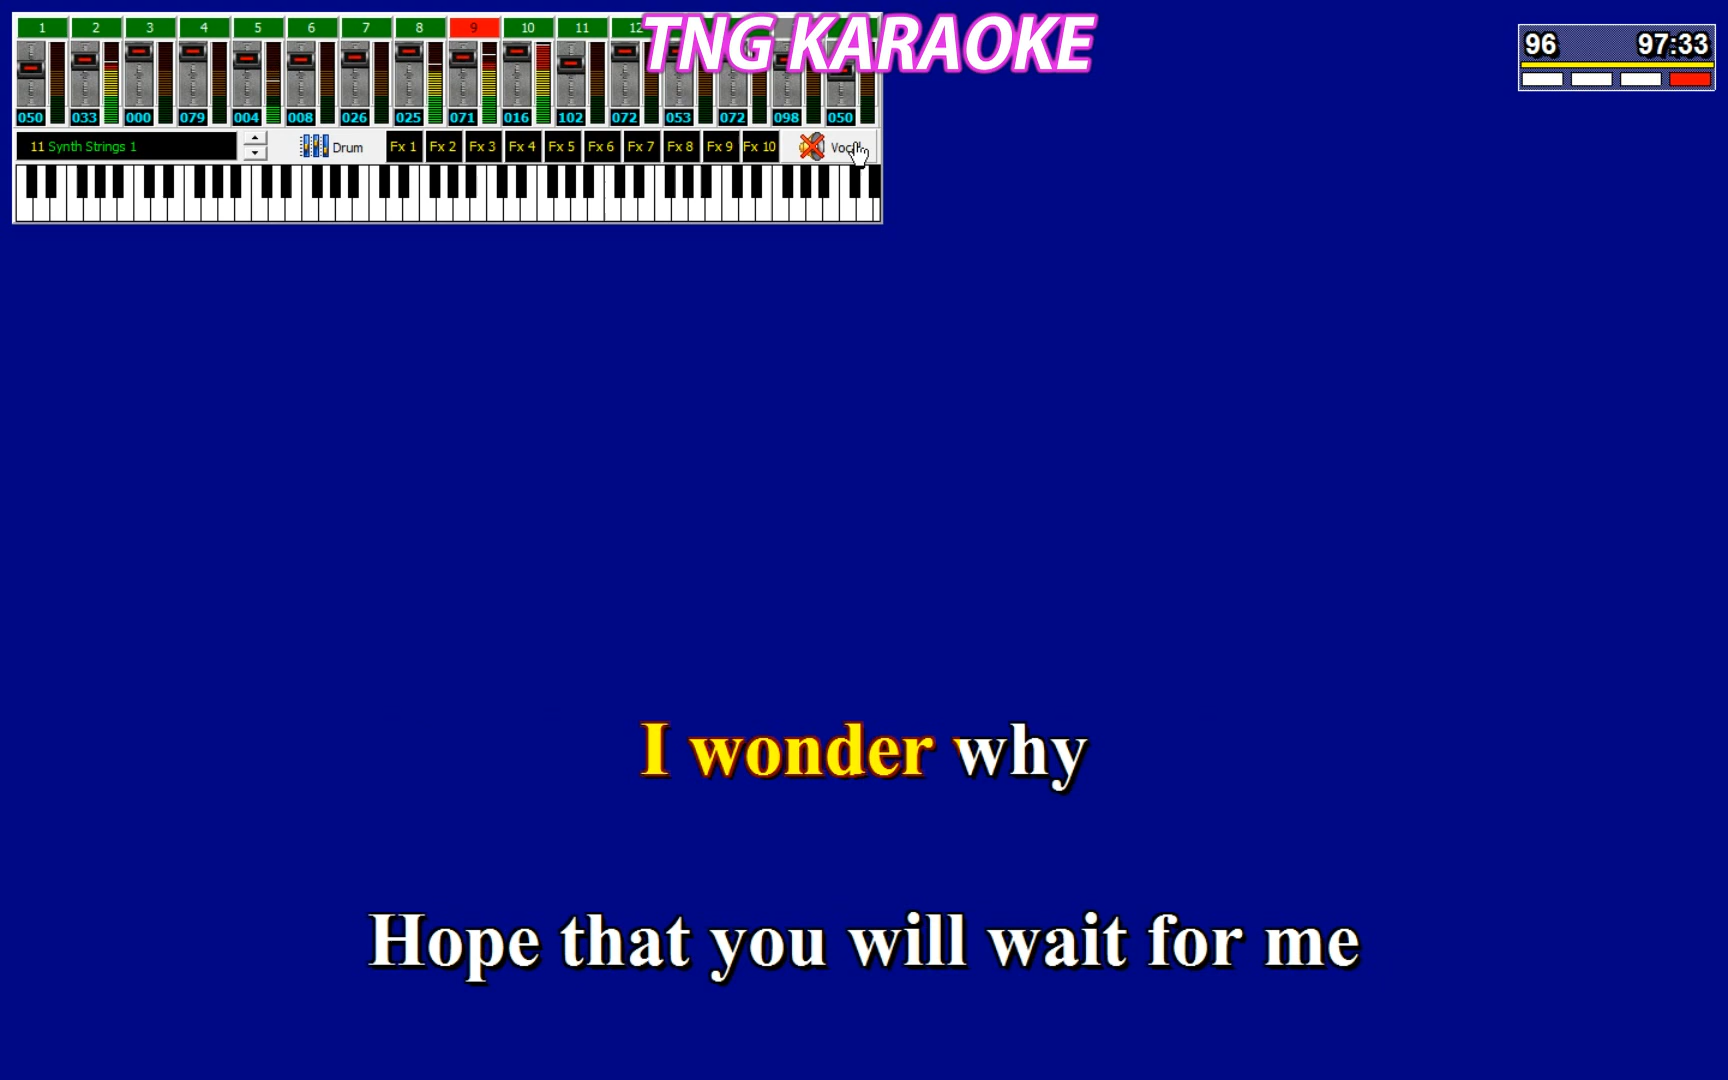 1 2 3 4 5 6 7 8 9 10 11 12
TNG KARAOKE
96 97:33
050 033 000 079 004 008 026 025 071 016 102 072 053 072 098 050
11 Synth Strings 1 Drum Fx 1 Fx 2 Fx 3 Fx 4 Fx 5 Fx 6 Fx 7 Fx 8 Fx 9 Fx 10
I wonder why
Hope that you will wait for me